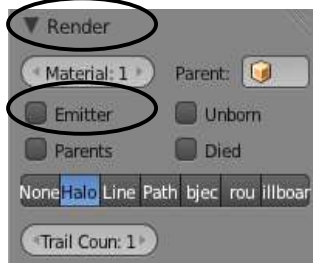 Render
Material: 1 Parent:
Emitter Unborn
Parents Died
None Halo Line Path bjec rou illboar
Trail Coun: 1